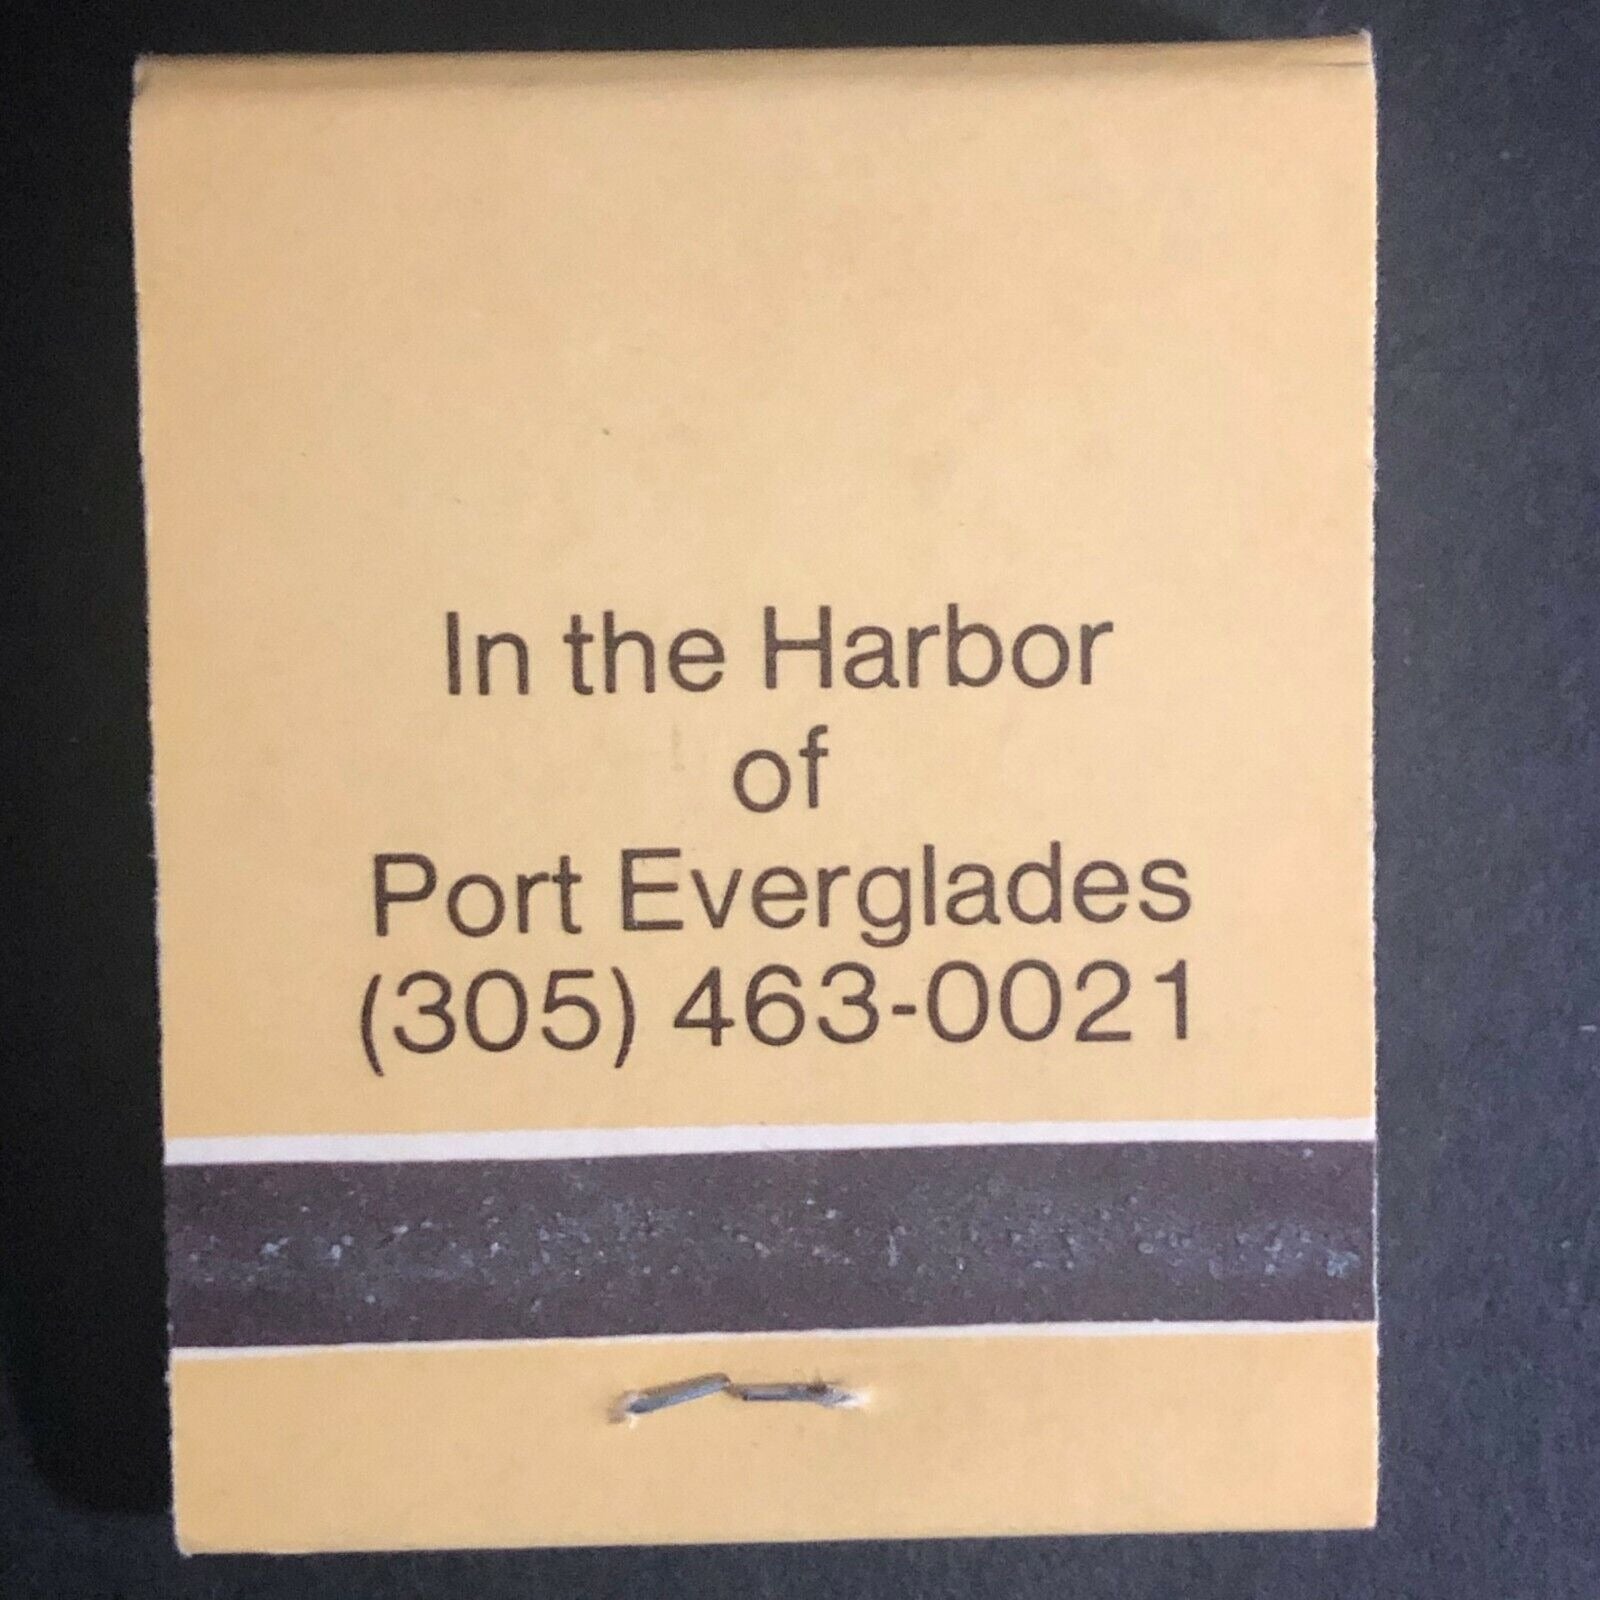 In the Harbor
of
Port Everglades
(305) 463-0021